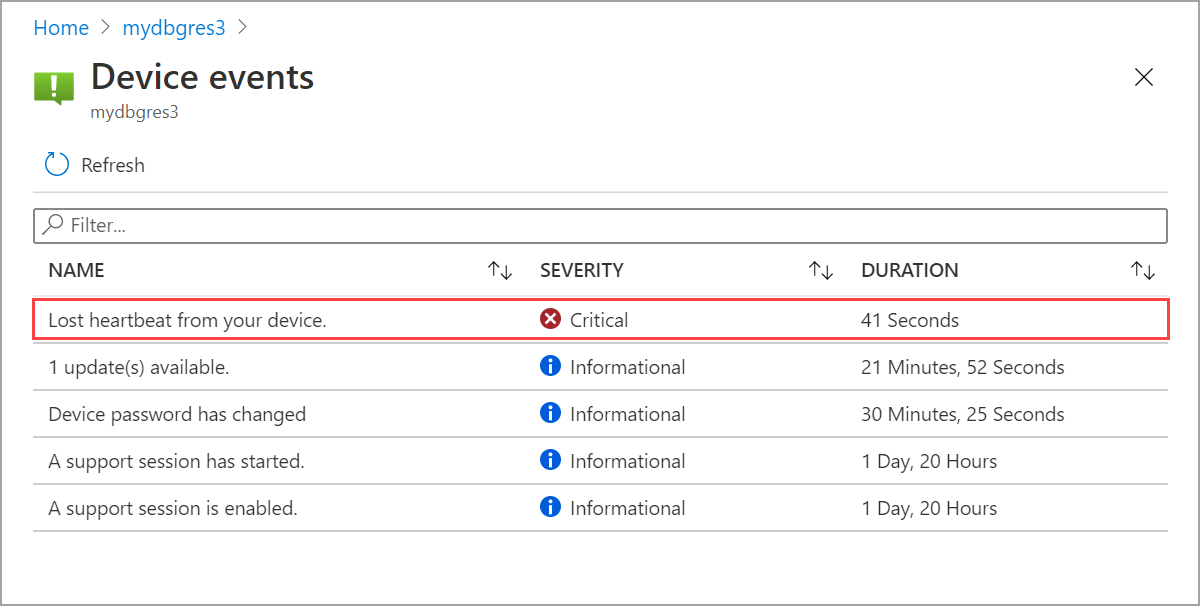 Home > mydbgres3 >
Device events
mydbgres3
Refresh
Filter...
NAME SEVERITY DURATION
Lost heartbeat from your device. Critical 41 Seconds
1 update(s) available. Informational 21 Minutes, 52 Seconds
Device password has changed Informational 30 Minutes, 25 Seconds
A support session has started. Informational 1 Day, 20 Hours
A support session is enabled. Informational 1 Day, 20 Hours